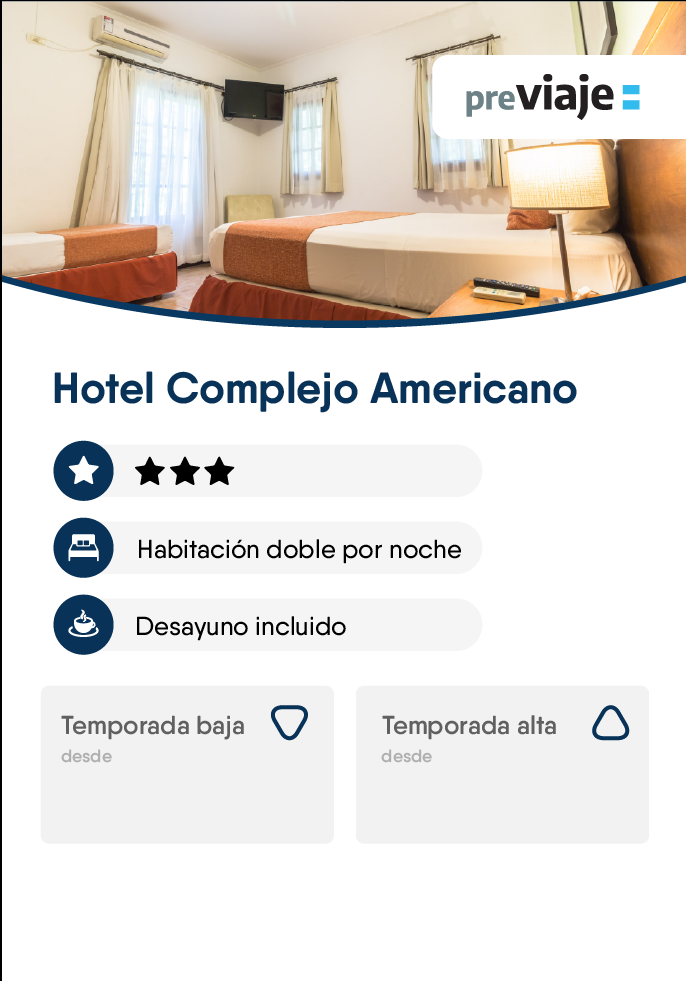 previaje
Hotel Complejo Americano
Habitación doble por noche
Desayuno incluido
Temporada baja
desde
Temporada alta
desde